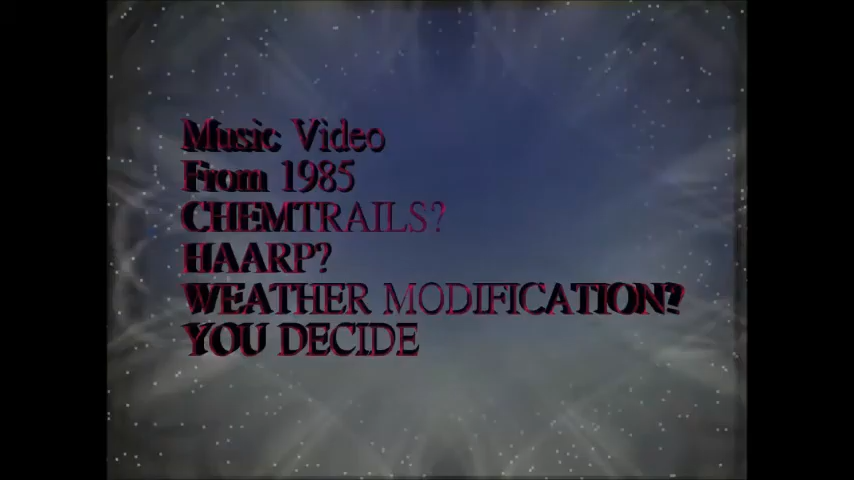 Music Video
From 1985
CHEMTRAILS?
HAARP?
WEATHER MODIFICATION?
YOU DECIDE